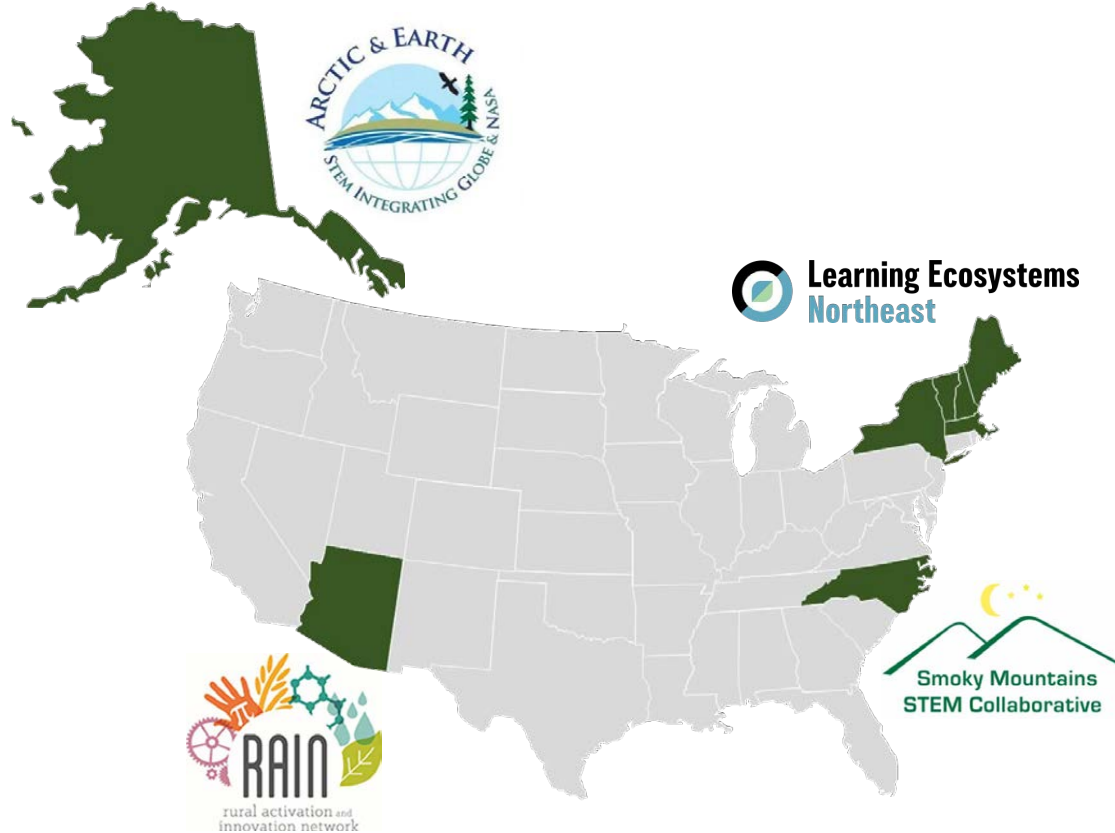 ARCTIC & EARTH
STEM INTEGRATING GLOBE & NASA
Learning Ecosystems
Northeast
Smoky Mountains
STEM Collaborative
π
RAIN
rural activation and
innovation network